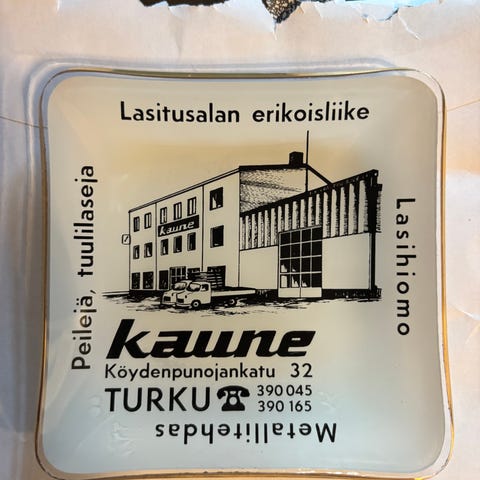 Lasitusalan erikoisliike
Peilejä, tuulilaseja
Lasihiomo
kaune
kaune
Köydenpunojankatu 32
TURKU ☎ 390 045
390 165
Metallitehdas